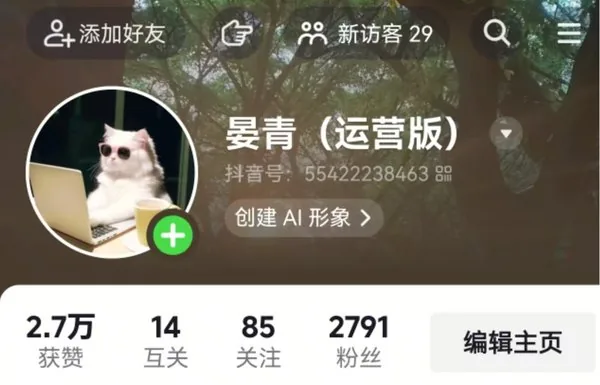 添加好友
新访客 29
晏青（运营版）
抖音号：55422238463
创建 AI 形象
2.7万 14 85 2791 编辑主页
获赞 互关 关注 粉丝